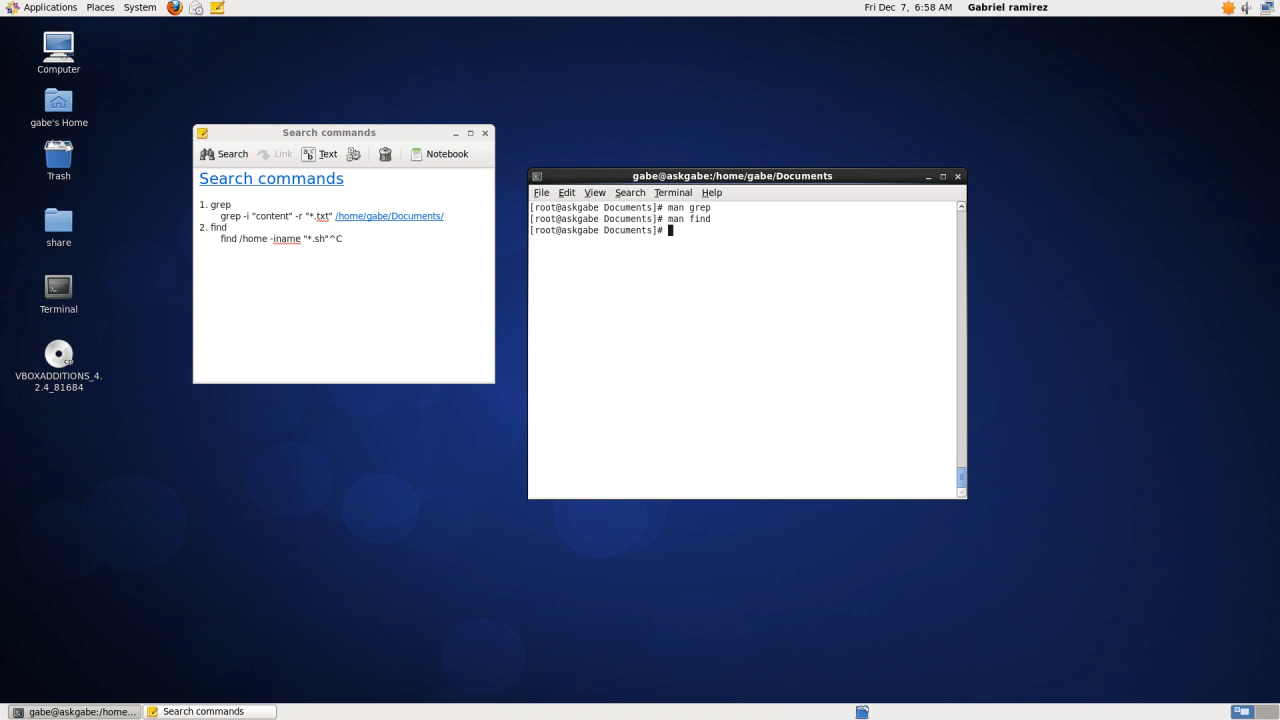 Applications Places System
Fri Dec 7, 6:58 AM Gabriel ramirez
Computer
gabe's Home
Trash
share
Terminal
VBOXADDITIONS_4.
2.4_81684
Search commands
Search Link Text Notebook
Search commands
1. grep
grep -i "content" -r "*.txt" /home/gabe/Documents/
2. find
find /home -iname "*.sh"^C
gabe@askgabe:/home/gabe/Documents
File Edit View Search Terminal Help
[root@askgabe Documents]# man grep
[root@askgabe Documents]# man find
[root@askgabe Documents]#
gabe@askgabe:/home...
Search commands